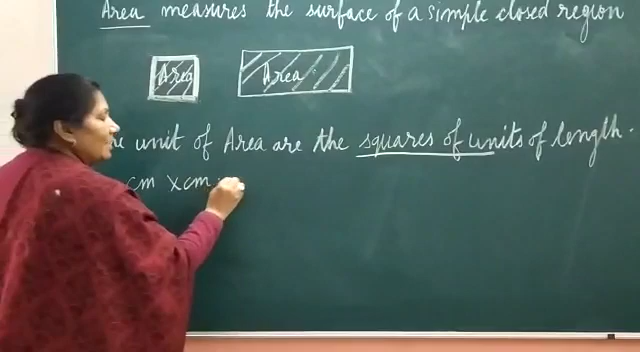 Area measures the surface of a simple closed region
Area
Area
unit of Area are the squares of units of length.
cm x cm